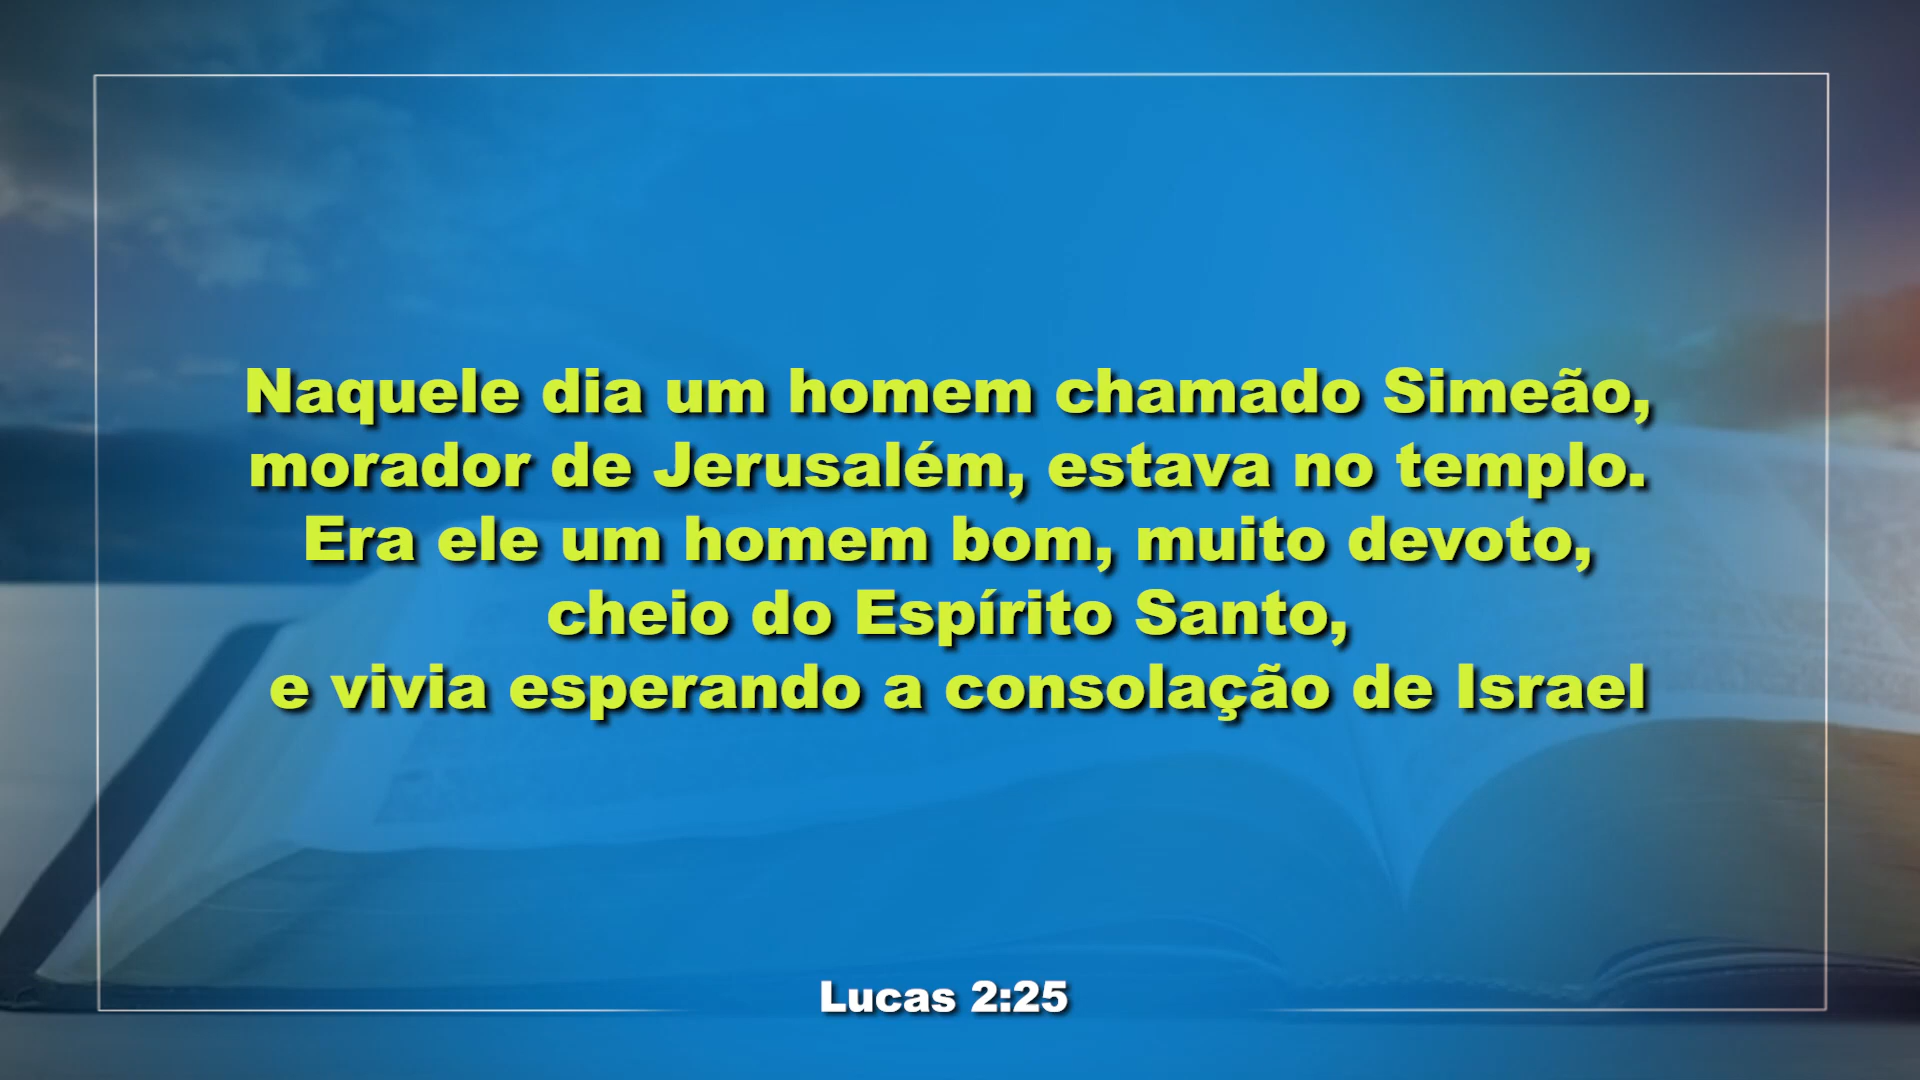 Naquele dia um homem chamado Simeão,
morador de Jerusalém, estava no templo.
Era ele um homem bom, muito devoto,
cheio do Espírito Santo,
e vivia esperando a consolação de Israel
Lucas 2:25